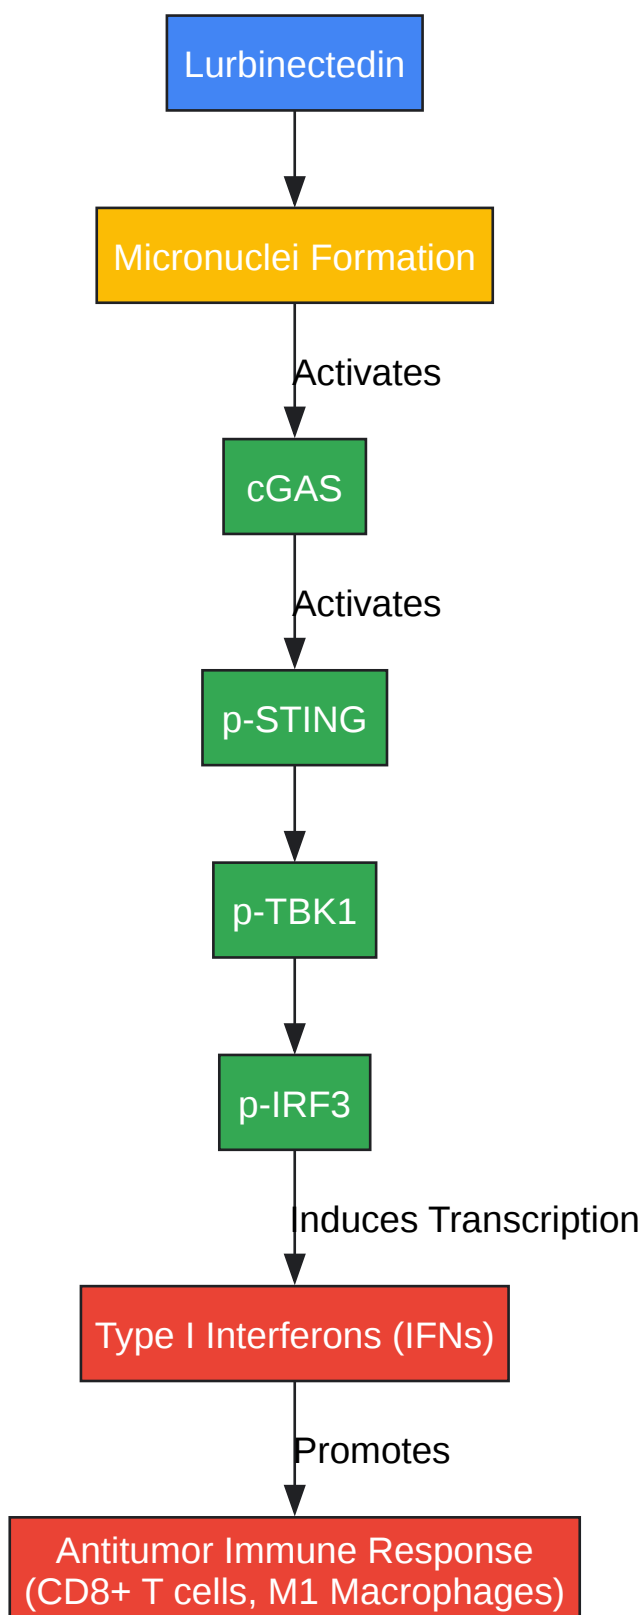 Lurbinectedin
Micronuclei Formation
Activates
cGAS
Activates
p-STING
p-TBK1
p-IRF3
Induces Transcription
Type I Interferons (IFNs)
Promotes
Antitumor Immune Response
(CD8+ T cells, M1 Macrophages)